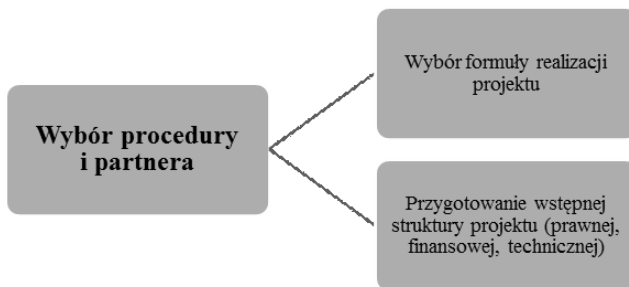 Wybór procedury
i partnera
Wybór formuły realizacji
projektu
Przygotowanie wstępnej
struktury projektu (prawnej,
finansowej, technicznej)